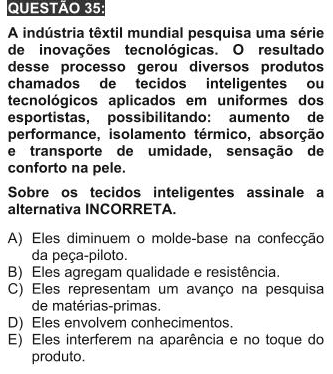 QUESTÃO 35:
A indústria têxtil mundial pesquisa uma série
de inovações tecnológicas. O resultado
desse processo gerou diversos produtos
chamados de tecidos inteligentes ou
tecnológicos aplicados em uniformes dos
esportistas, possibilitando: aumento de
performance, isolamento térmico, absorção
e transporte de umidade, sensação de
conforto na pele.
Sobre os tecidos inteligentes assinale a
alternativa INCORRETA.
A) Eles diminuem o molde-base na confecção
da peça-piloto.
B) Eles agregam qualidade e resistência.
C) Eles representam um avanço na pesquisa
de matérias-primas.
D) Eles envolvem conhecimentos.
E) Eles interferem na aparência e no toque do
produto.